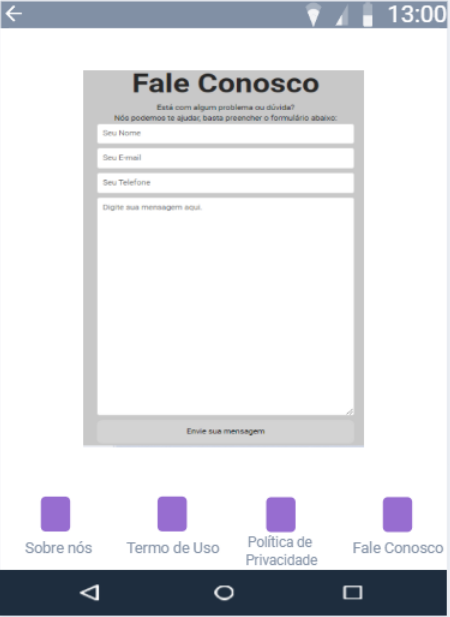 13:00
Fale Conosco
Está com algum problema ou dúvida?
Nós podemos te ajudar, basta preencher o formulário abaixo:
Seu Nome
Seu E-mail
Seu Telefone
Digite sua mensagem aqui.
Envie sua mensagem
Sobre nós
Termo de Uso
Política de
Privacidade
Fale Conosco